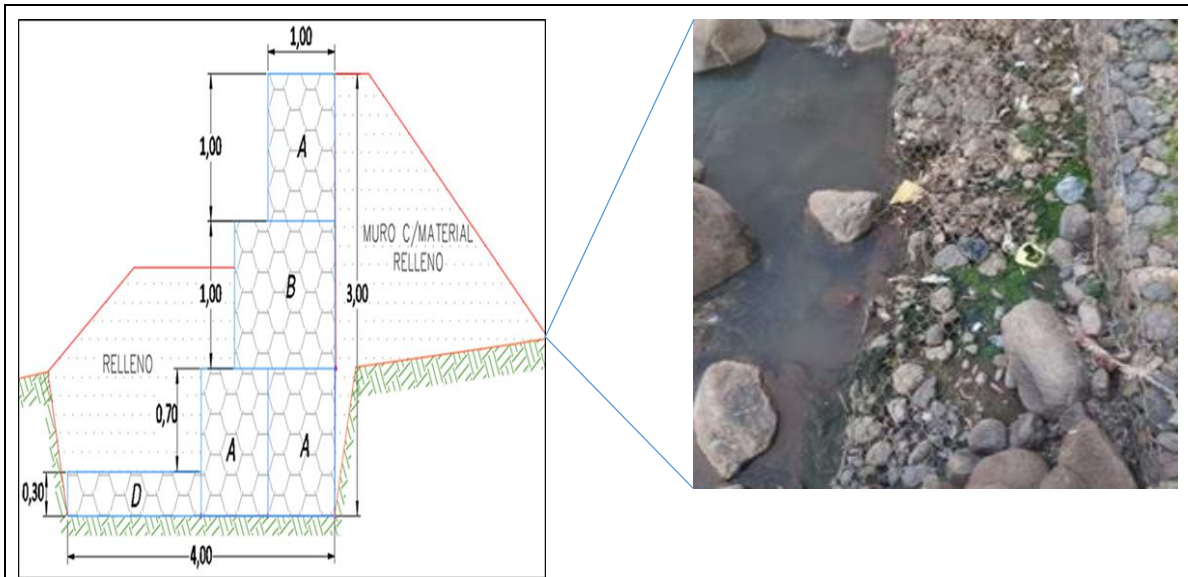 1,00
1,00
A
1,00
B
MURO C/MATERIAL
RELLENO
3,00
RELLENO
0,70
A
A
0,30
D
4,00